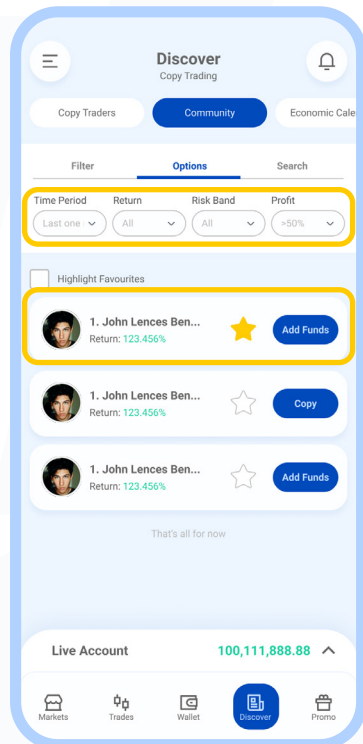 Discover
Copy Trading
Copy Traders Community Economic Cale
Filter Options Search
Time Period Return Risk Band Profit
Last one All All >50%
Highlight Favourites
1. John Lences Ben...
Return: 123.456%
Add Funds
1. John Lences Ben...
Return: 123.456%
Copy
1. John Lences Ben...
Return: 123.456%
Add Funds
That's all for now
Live Account 100,111,888.88
Markets Trades Wallet Discover Promo